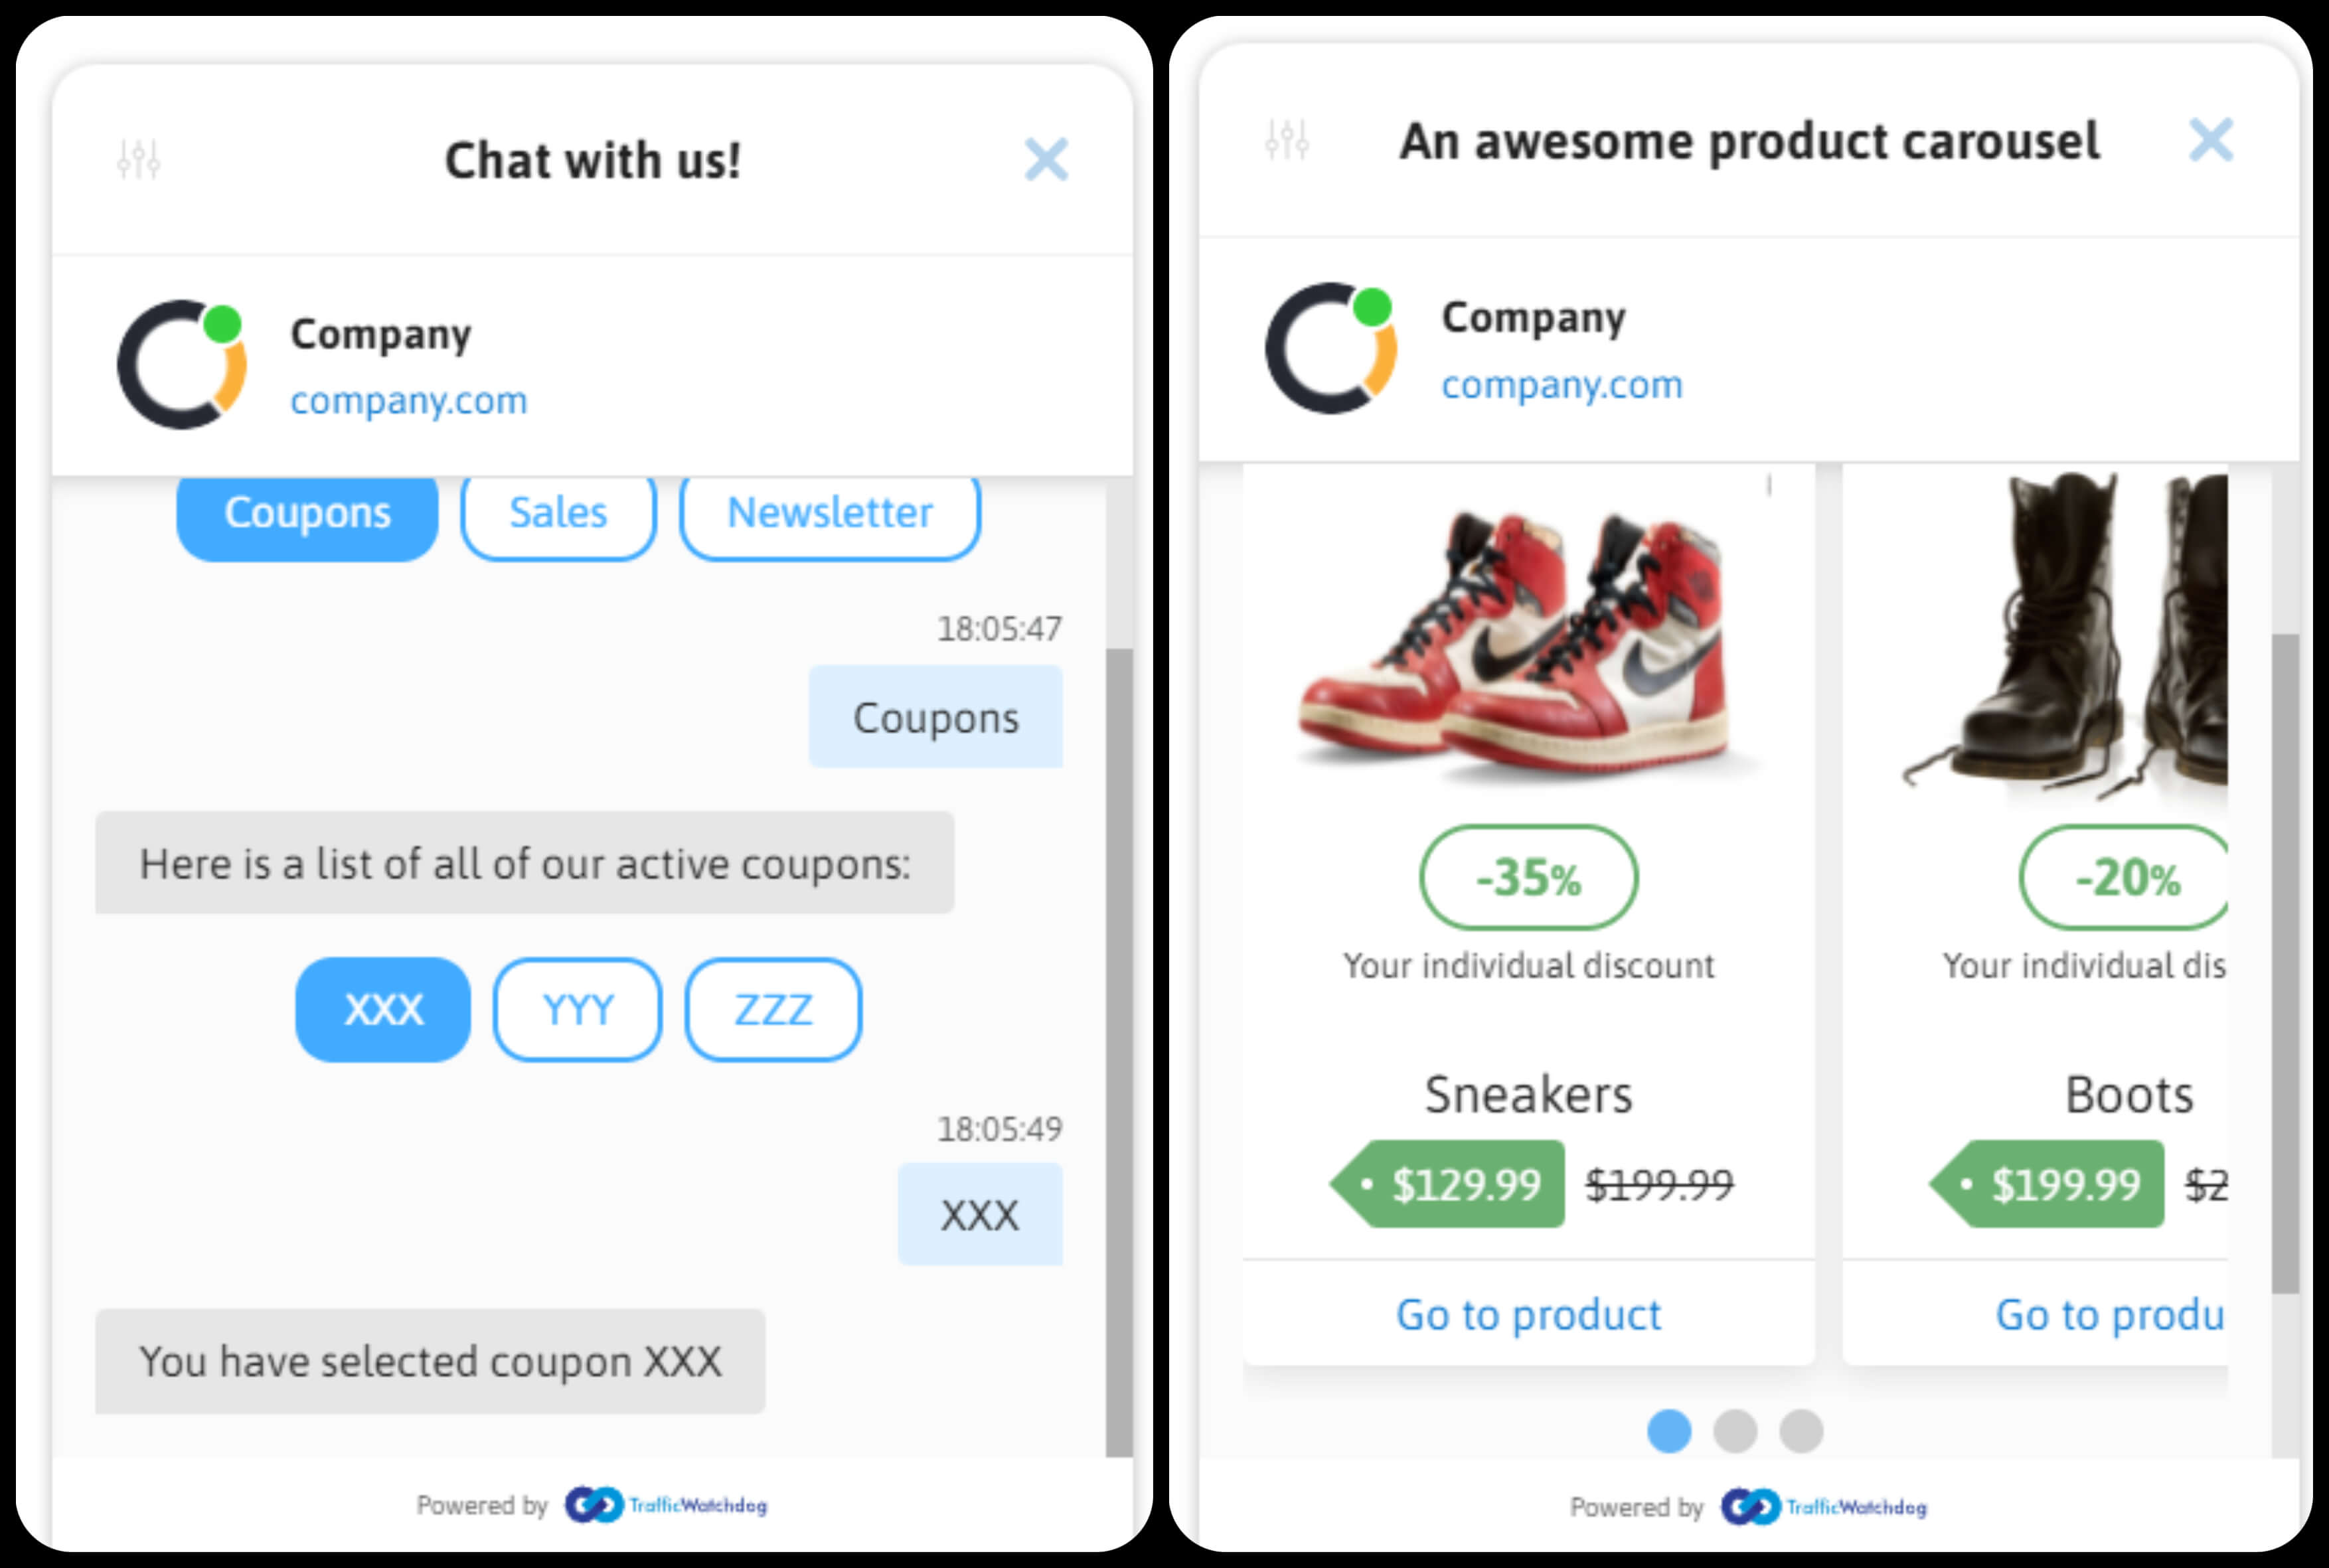 Chat with us!
Company
company.com
Coupons Sales Newsletter
18:05:47
Coupons
Here is a list of all of our active coupons:
XXX YYY ZZZ
18:05:49
XXX
You have selected coupon XXX
Powered by TrafficWatchdog
An awesome product carousel
Company
company.com
-35% -20%
Your individual discount Your individual dis
Sneakers Boots
$129.99 $199.99 $199.99 $2
Go to product Go to produ
Powered by TrafficWatchdog